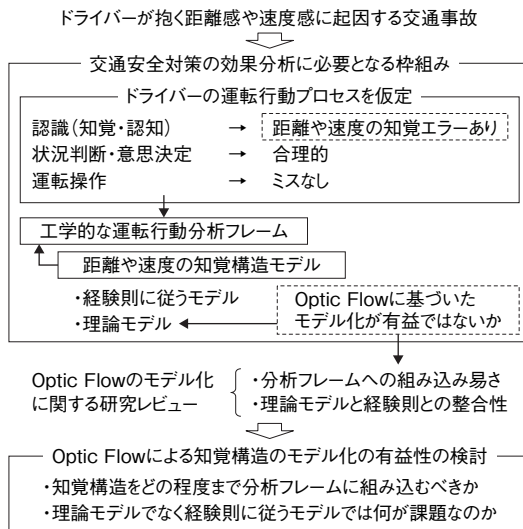 ドライバーが抱く距離感や速度感に起因する交通事故
交通安全対策の効果分析に必要となる枠組み
ドライバーの運転行動プロセスを仮定
認識(知覚・認知) → 距離や速度の知覚エラーあり
状況判断・意思決定 → 合理的
運転操作 → ミスなし
工学的な運転行動分析フレーム
距離や速度の知覚構造モデル
・経験則に従うモデル
・理論モデル
Optic Flowに基づいた
モデル化が有益ではないか
Optic Flowのモデル化
に関する研究レビュー
・分析フレームへの組み込み易さ
・理論モデルと経験則との整合性
Optic Flowによる知覚構造のモデル化の有益性の検討
・知覚構造をどの程度まで分析フレームに組み込むべきか
・理論モデルでなく経験則に従うモデルでは何が課題なのか